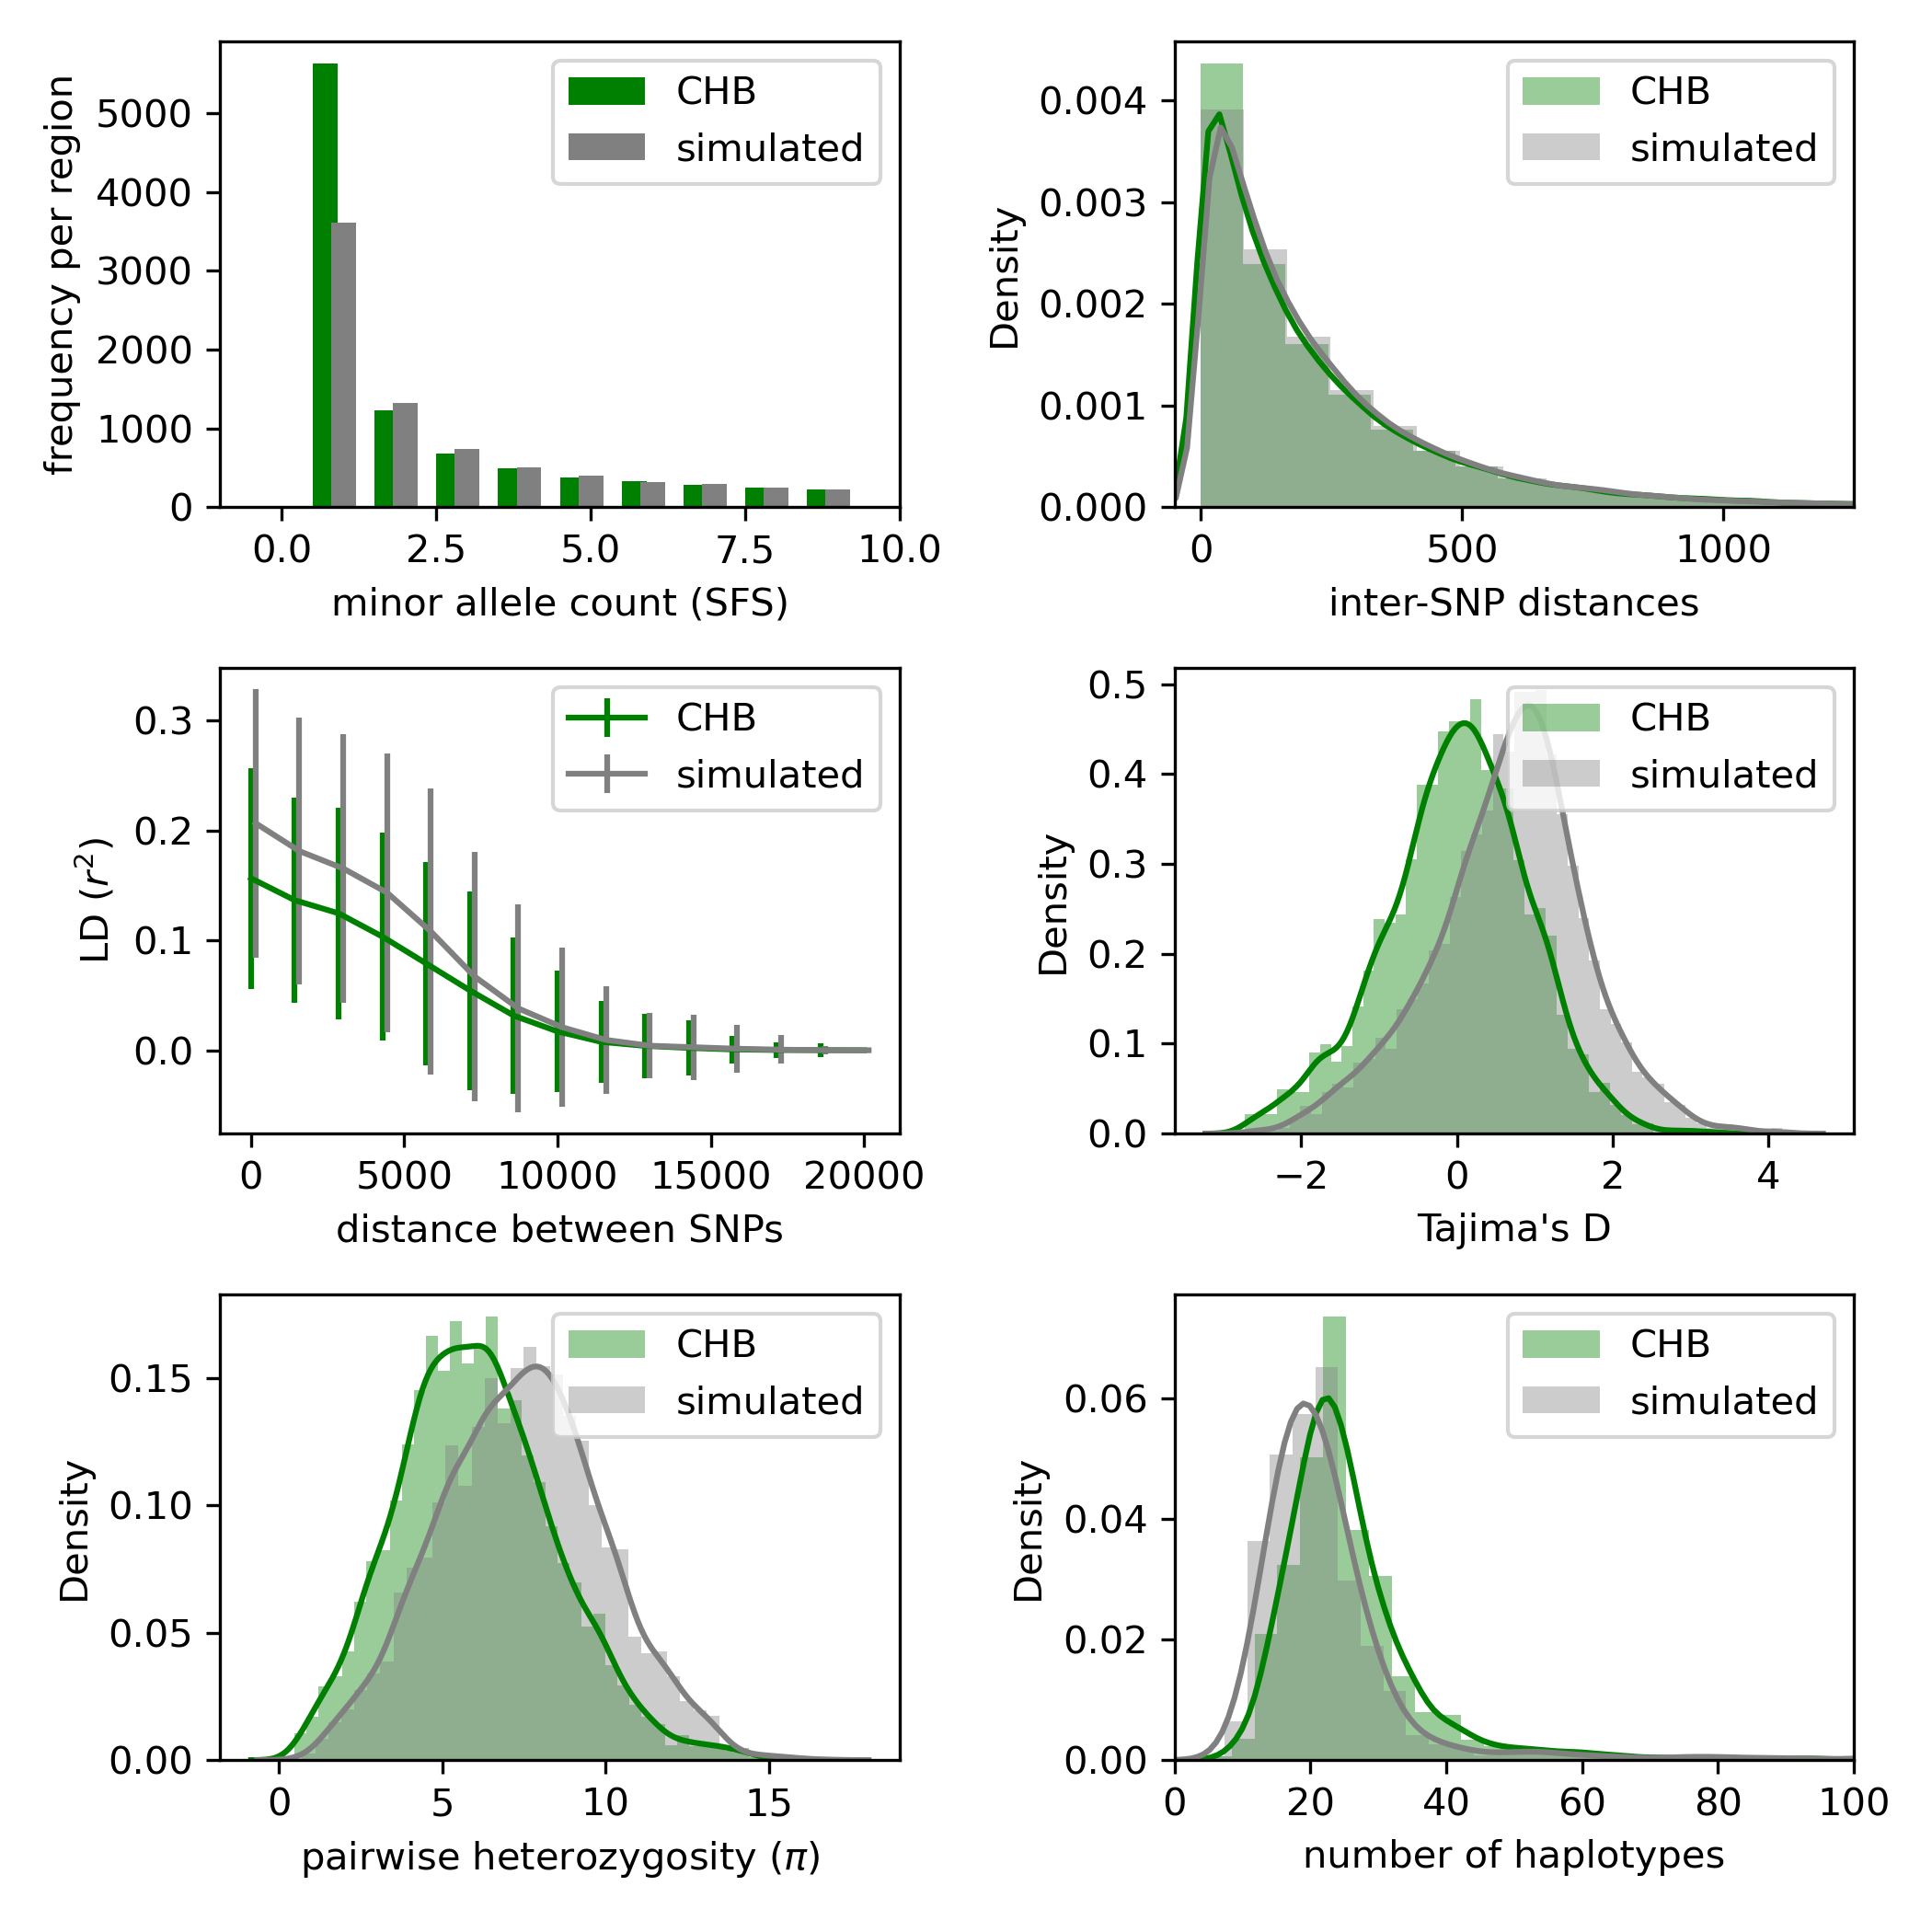 frequency per region
5000
4000
3000
2000
1000
0
0.0 2.5 5.0 7.5 10.0
minor allele count (SFS)
CHB
simulated
Density
0.004
0.003
0.002
0.001
0.000
0 500 1000
inter-SNP distances
CHB
simulated
LD (r²)
0.3
0.2
0.1
0.0
0 5000 10000 15000 20000
distance between SNPs
CHB
simulated
Density
0.5
0.4
0.3
0.2
0.1
0.0
−2 0 2 4
Tajima's D
CHB
simulated
Density
0.15
0.10
0.05
0.00
0 5 10 15
pairwise heterozygosity (π)
CHB
simulated
Density
0.06
0.04
0.02
0.00
0 20 40 60 80 100
number of haplotypes
CHB
simulated